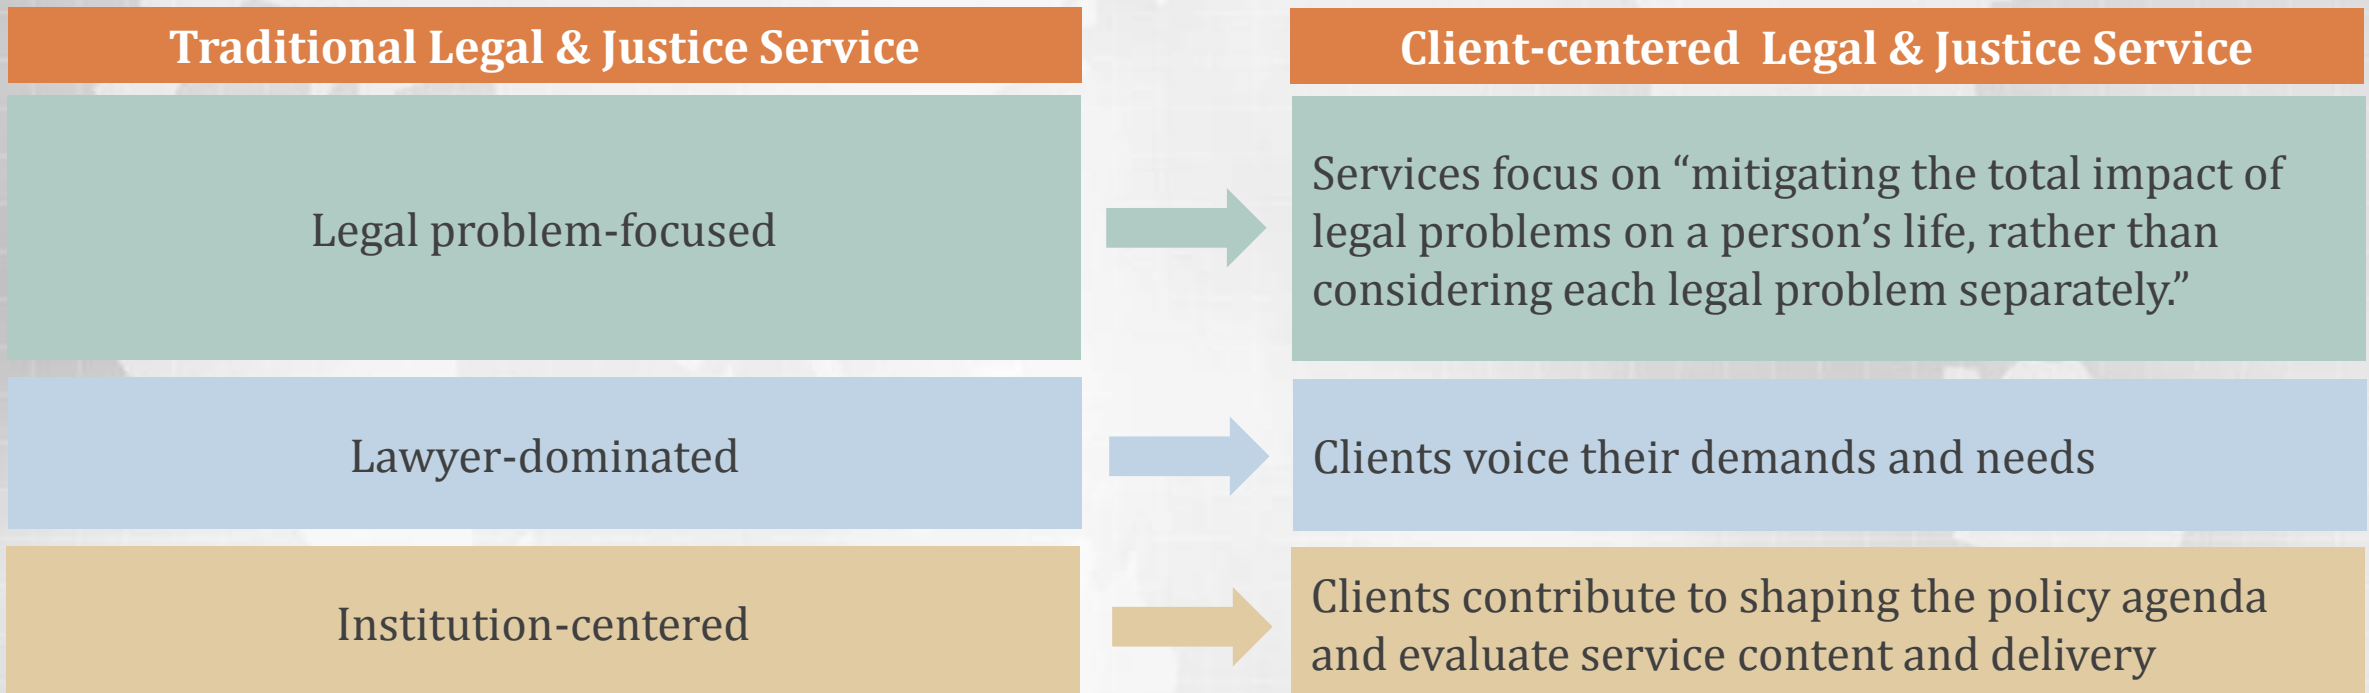 Traditional Legal & Justice Service
Client-centered Legal & Justice Service
Legal problem-focused
Services focus on “mitigating the total impact of
legal problems on a person’s life, rather than
considering each legal problem separately.”
Lawyer-dominated
Clients voice their demands and needs
Institution-centered
Clients contribute to shaping the policy agenda
and evaluate service content and delivery